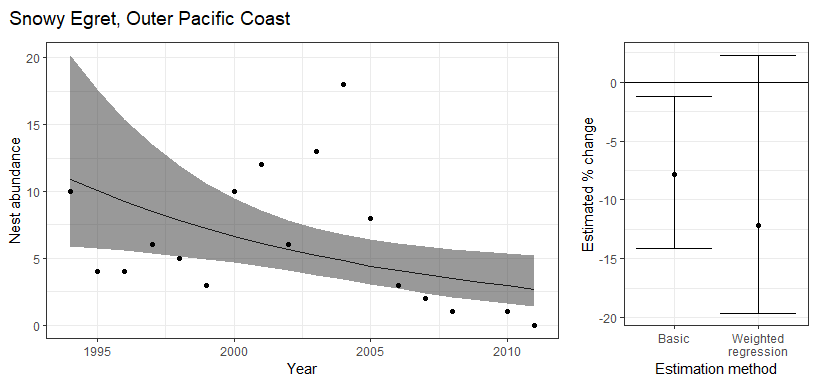 Snowy Egret, Outer Pacific Coast
Nest abundance
20
15
10
5
0
1995
2000
2005
2010
Year
Estimated % change
0
-5
-10
-15
-20
Basic
Weighted
regression
Estimation method